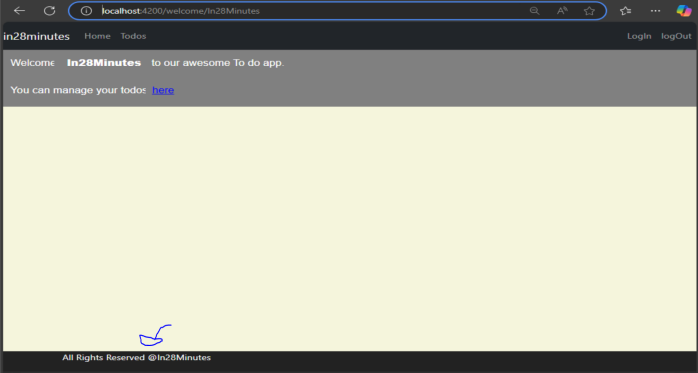 localhost:4200/welcome/In28Minutes
in28minutes Home Todos LogIn logOut
Welcome In28Minutes to our awesome To do app.
You can manage your todos here
All Rights Reserved @In28Minutes